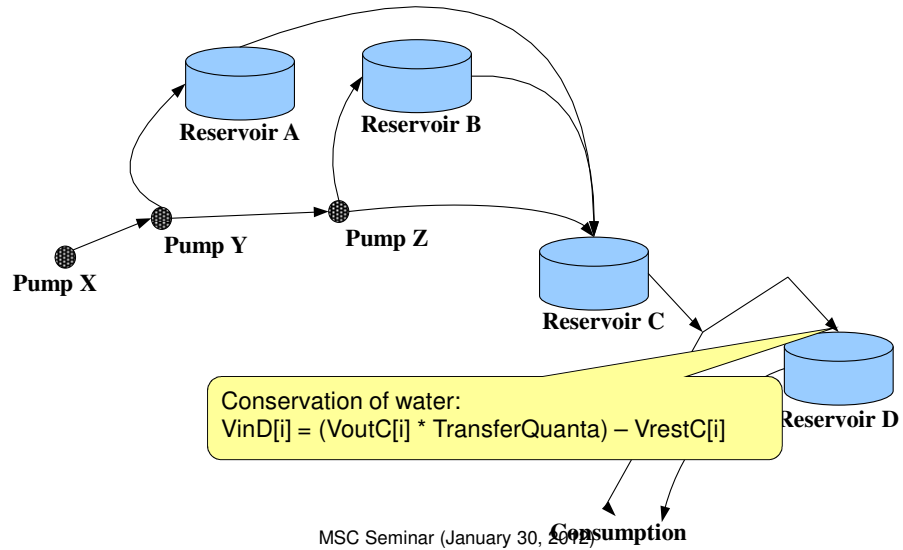 Reservoir A
Reservoir B
Pump Y
Pump Z
Pump X
Reservoir C
Conservation of water:
VinD[i] = (VoutC[i] * TransferQuanta) – VrestC[i]
Reservoir D
Consumption
MSC Seminar (January 30, 2012)